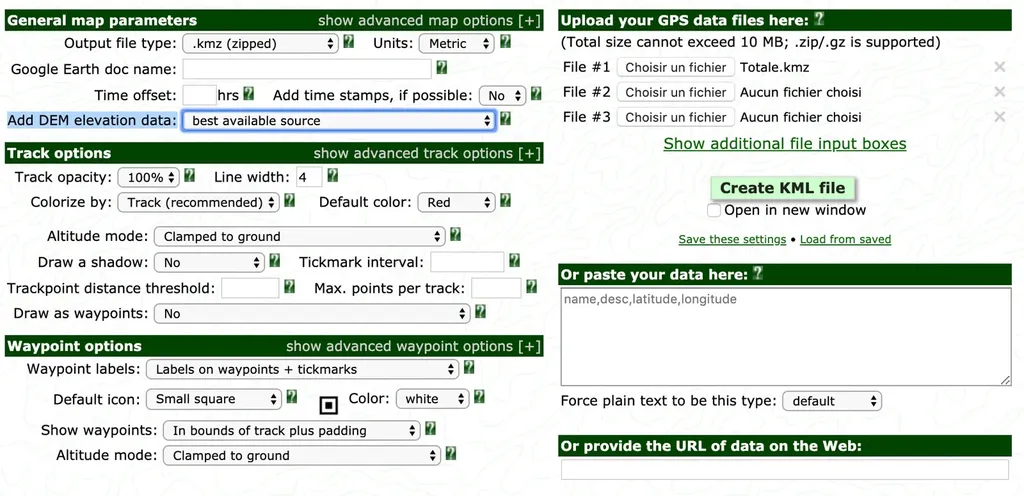 General map parameters show advanced map options [+]
Output file type: .kmz (zipped) Units: Metric
Google Earth doc name:
Time offset: hrs Add time stamps, if possible: No
Add DEM elevation data: best available source
Track options show advanced track options [+]
Track opacity: 100% Line width: 4
Colorize by: Track (recommended) Default color: Red
Altitude mode: Clamped to ground
Draw a shadow: No Tickmark interval:
Trackpoint distance threshold: Max. points per track:
Draw as waypoints: No
Waypoint options show advanced waypoint options [+]
Waypoint labels: Labels on waypoints + tickmarks
Default icon: Small square Color: white
Show waypoints: In bounds of track plus padding
Altitude mode: Clamped to ground
Upload your GPS data files here: ?
(Total size cannot exceed 10 MB; .zip/.gz is supported)
File #1 Choisir un fichier Totale.kmz
File #2 Choisir un fichier Aucun fichier choisi
File #3 Choisir un fichier Aucun fichier choisi
Show additional file input boxes
Create KML file
Open in new window
Save these settings • Load from saved
Or paste your data here: ?
name,desc,latitude,longitude
Force plain text to be this type: default
Or provide the URL of data on the Web: